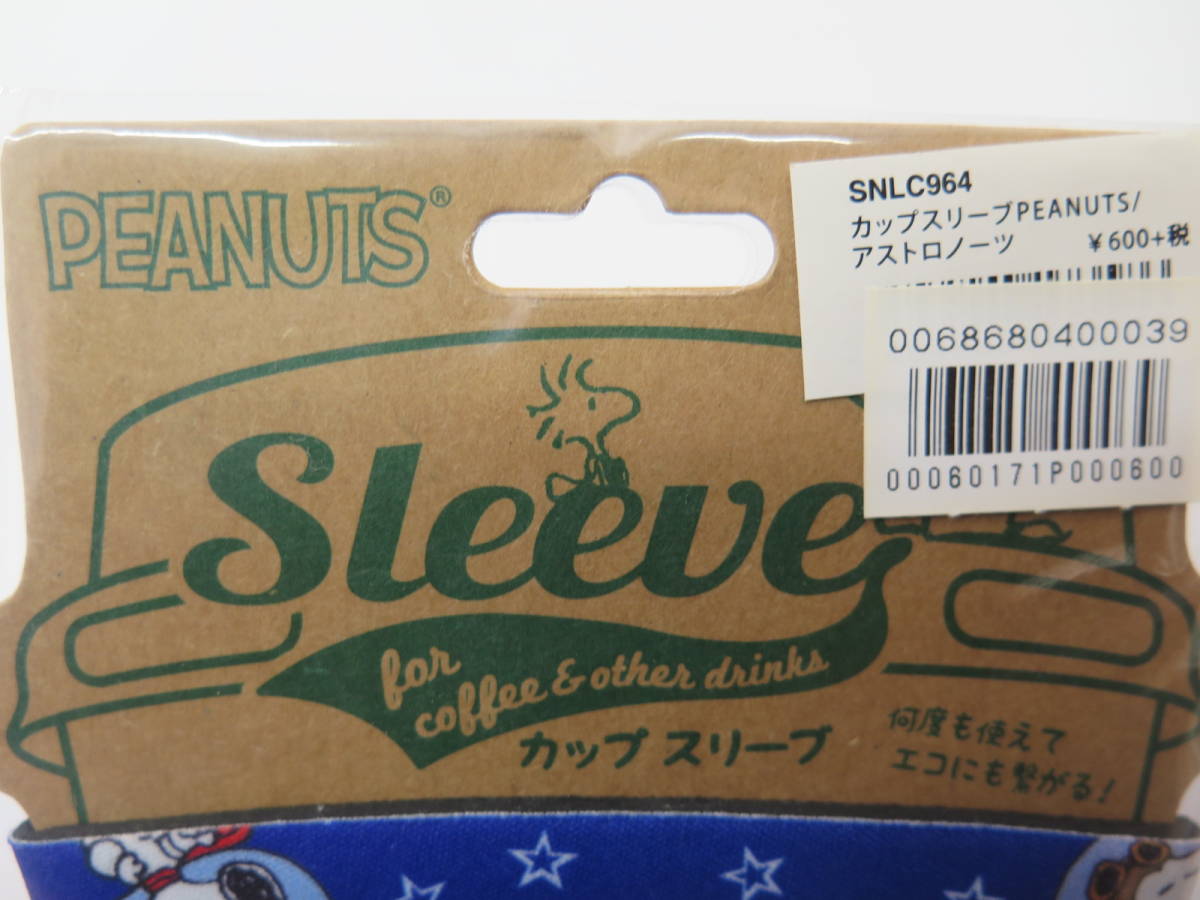 PEANUTS®
SNLC964
カップスリーブPEANUTS/
アストロノーツ ¥600+税
0068680400039
00060171P000600
Sleeve
for
coffee & other drinks
カップ スリーブ
何度も使えて
エコにも繋がる!